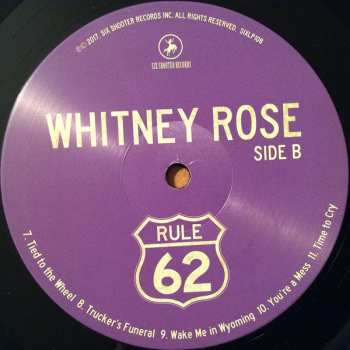 ℗© 2017. SIX SHOOTER RECORDS INC. ALL RIGHTS RESERVED. SIXLP108
SIX SHOOTER RECORDS
WHITNEY ROSE
SIDE B
RULE
62
7. Tied to the Wheel 8. Trucker's Funeral 9. Wake Me in Wyoming 10. You're a Mess 11. Time to Cry